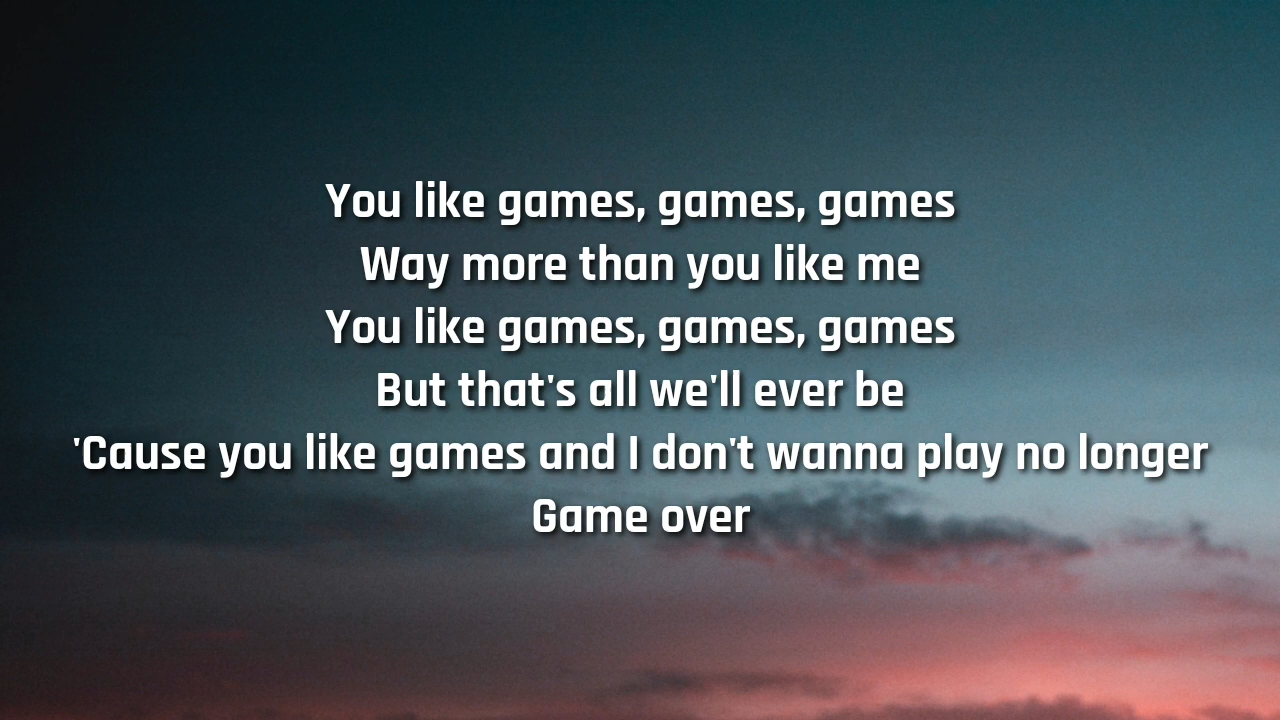 You like games, games, games
Way more than you like me
You like games, games, games
But that's all we'll ever be
'Cause you like games and I don't wanna play no longer
Game over